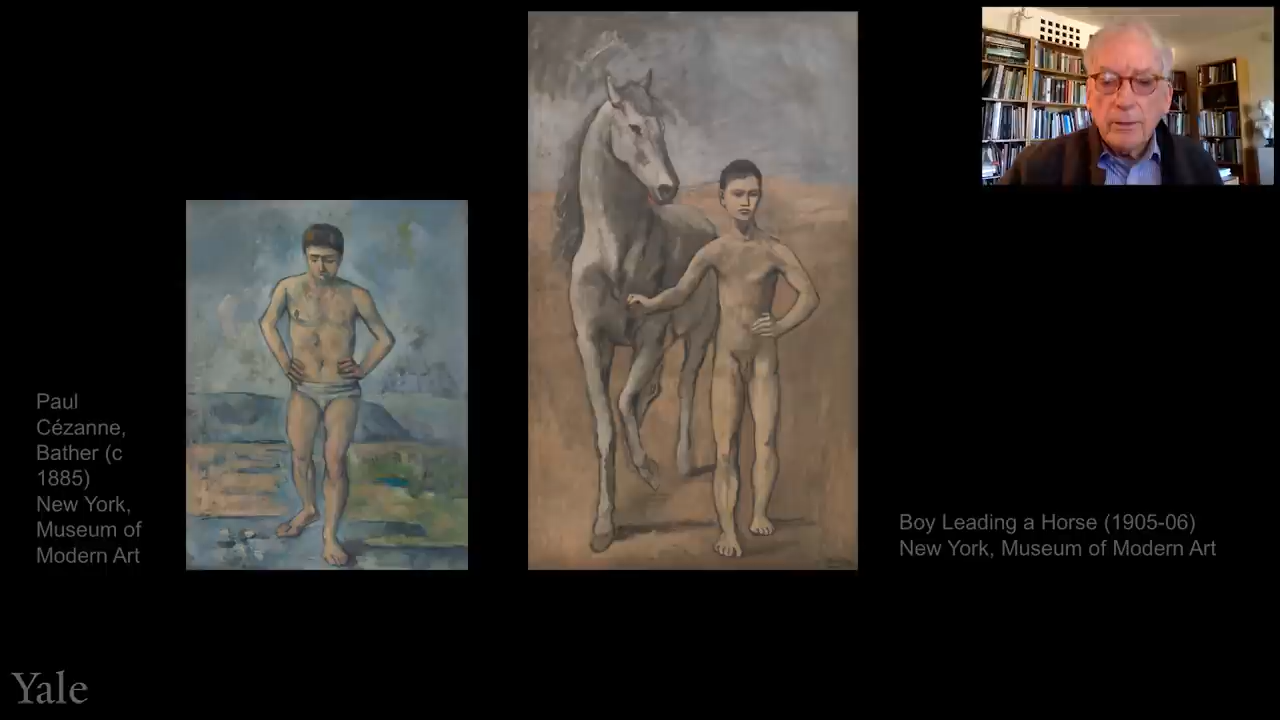 Paul
Cézanne,
Bather (c
1885)
New York,
Museum of
Modern Art
Boy Leading a Horse (1905-06)
New York, Museum of Modern Art
Yale